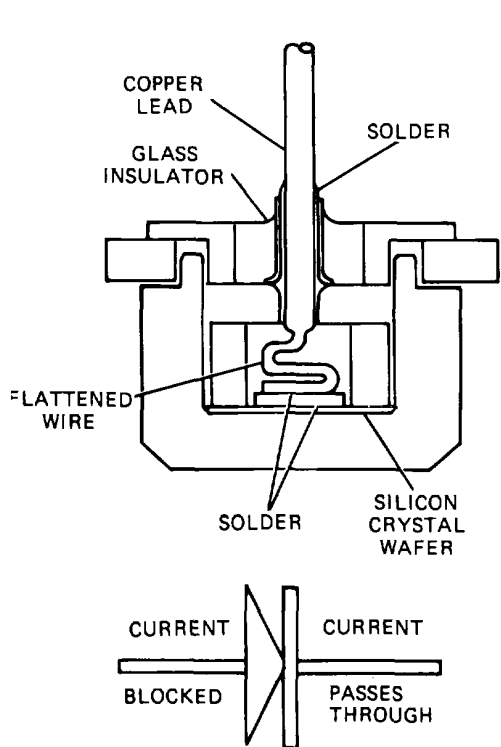 COPPER
LEAD
SOLDER
GLASS
INSULATOR
FLATTENED
WIRE
SOLDER
SILICON
CRYSTAL
WAFER
CURRENT
CURRENT
BLOCKED
PASSES
THROUGH